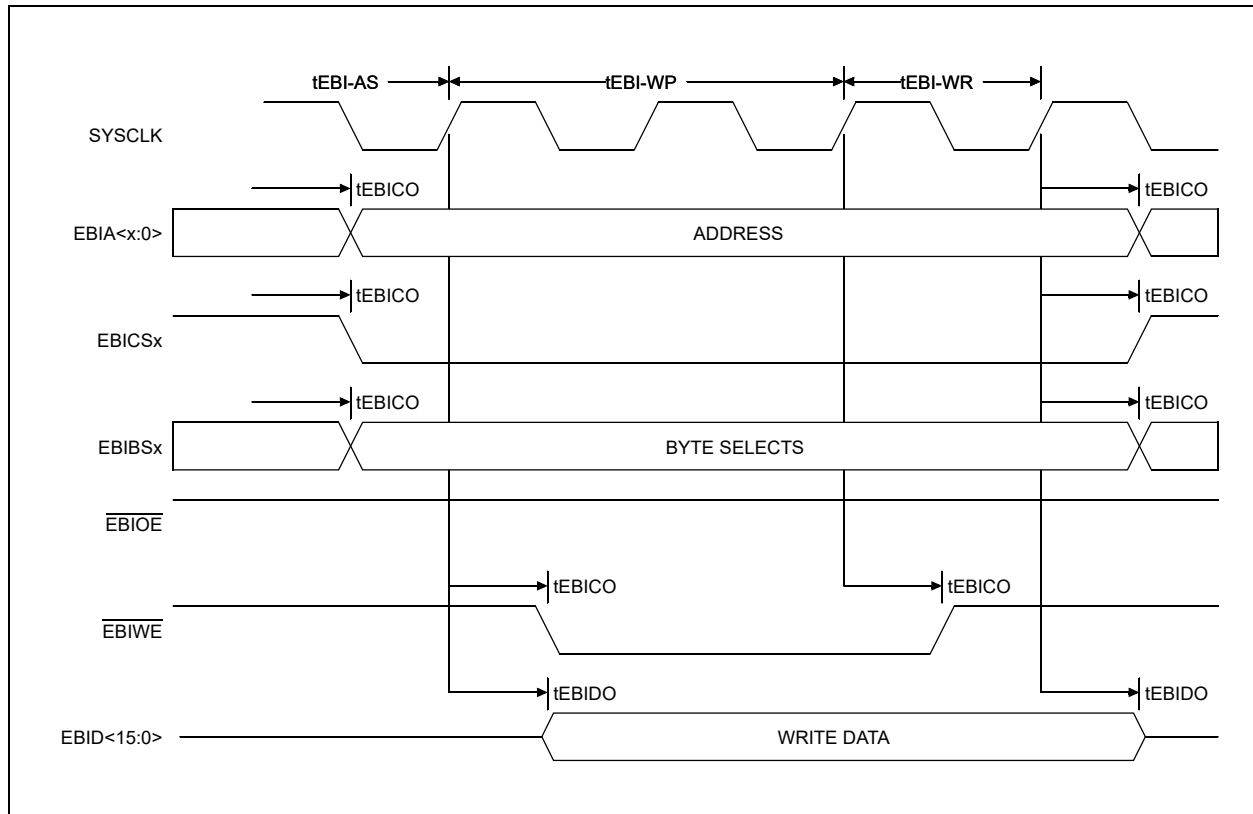 tEBI-AS tEBI-WP tEBI-WR
SYSCLK
tEBICO tEBICO
EBIA<x:0> ADDRESS
tEBICO tEBICO
EBICSx
tEBICO tEBICO
EBIBSx BYTE SELECTS
EBIOE
tEBICO tEBICO
EBIWE
tEBIDO tEBIDO
EBID<15:0> WRITE DATA